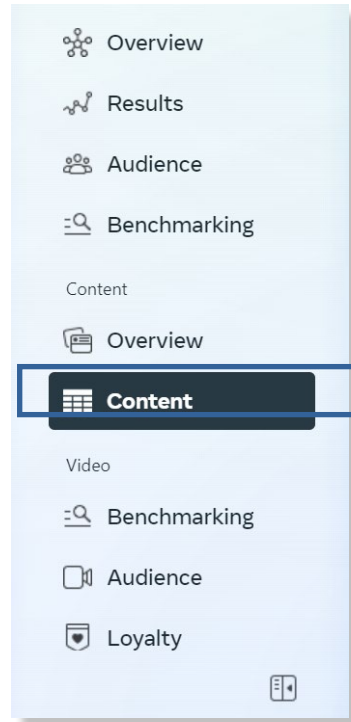 Overview
Results
Audience
Benchmarking
Content
Overview
Content
Video
Benchmarking
Audience
Loyalty